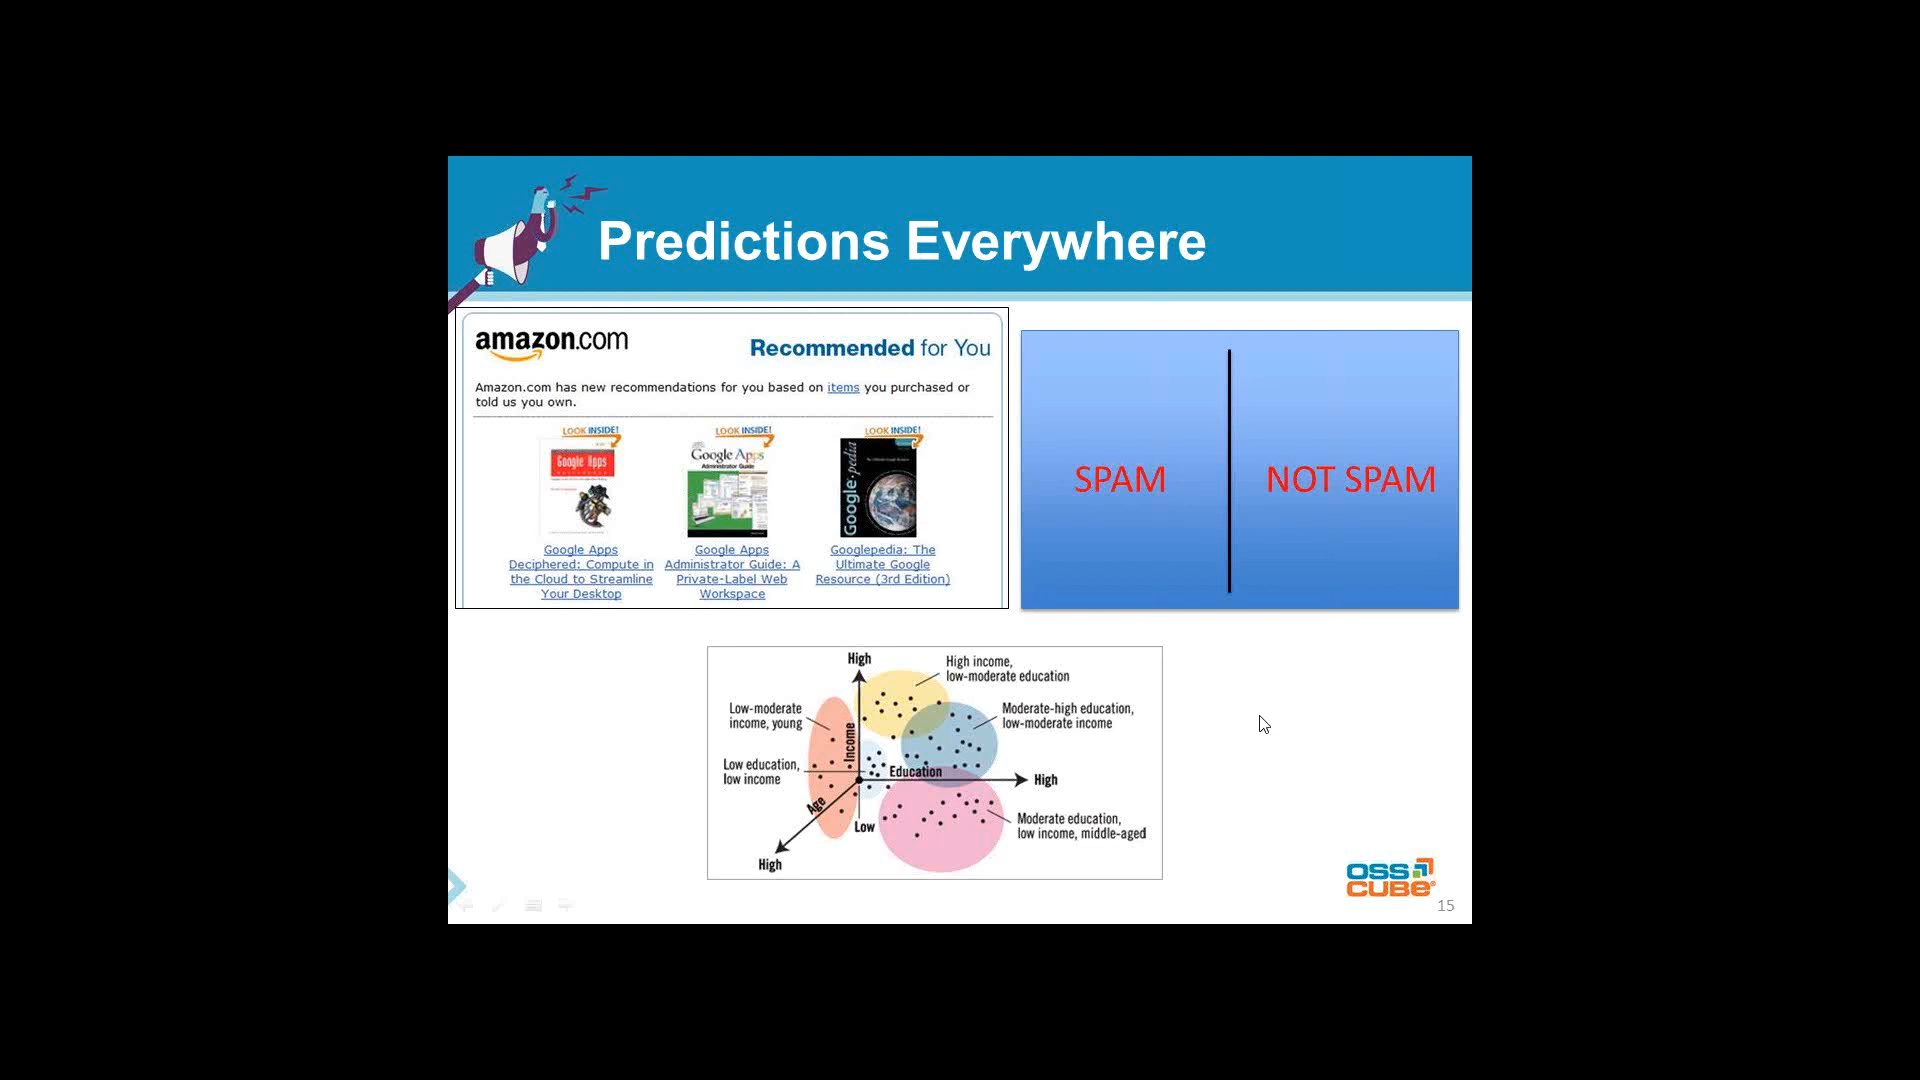 Predictions Everywhere
amazon.com
Recommended for You
Amazon.com has new recommendations for you based on items you purchased or
told us you own.
LOOK INSIDE!
LOOK INSIDE!
LOOK INSIDE!
Google Apps
Google Apps
Administrator Guide
Google·pedia
Google Apps
Deciphered: Compute in
the Cloud to Streamline
Your Desktop
Google Apps
Administrator Guide: A
Private-Label Web
Workspace
Googlepedia: The
Ultimate Google
Resource (3rd Edition)
SPAM
NOT SPAM
High
High income,
low-moderate education
Low-moderate
income, young
Moderate-high education,
low-moderate income
Income
Low education,
low income
Education
High
Age
Low
Moderate education,
low income, middle-aged
High
OSS
CUBE
15